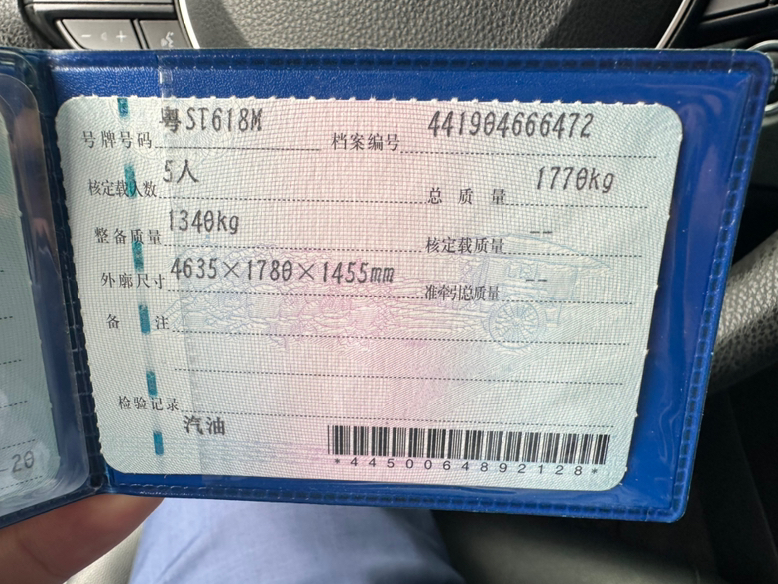 号牌号码 粤ST618M 档案编号 441904666472
核定载人数 5人 总质量 1770kg
整备质量 1340kg 核定载质量 --
外廓尺寸 4635×1780×1455mm 准牵引总质量 --
备注
检验记录
汽油
*4450064892128*
-20